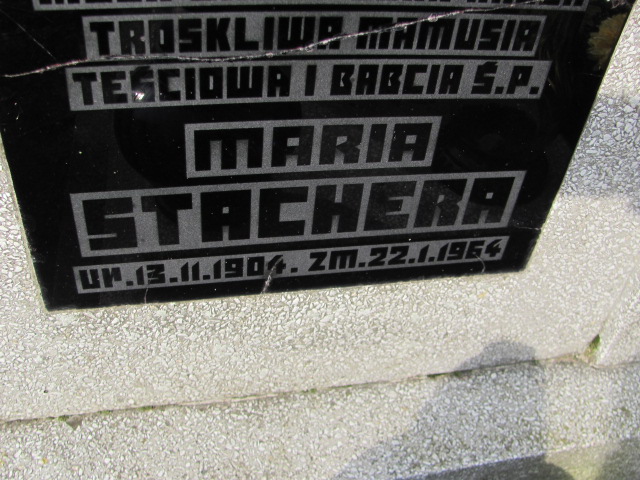 TROSKLIWA MAMUSIA
TEŚCIOWA I BABCIA Ś.P.
MARIA
STACHERA
UR.13.11.1904. ZM.22.1.1964